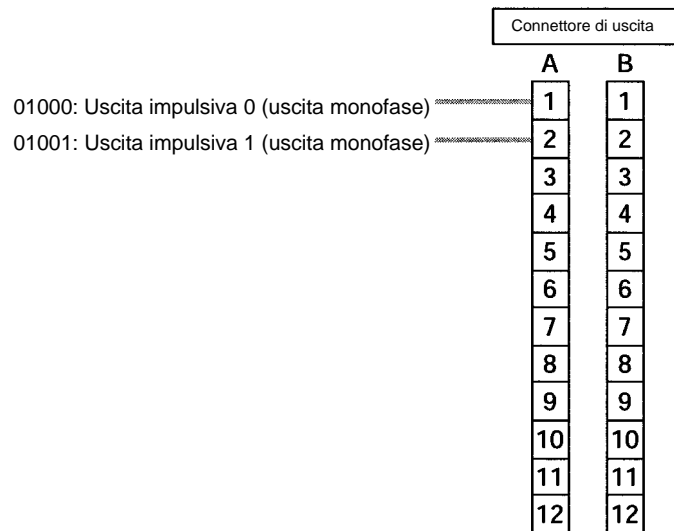 Connettore di uscita
A B
01000: Uscita impulsiva 0 (uscita monofase) 1 1
01001: Uscita impulsiva 1 (uscita monofase) 2 2
3 3
4 4
5 5
6 6
7 7
8 8
9 9
10 10
11 11
12 12